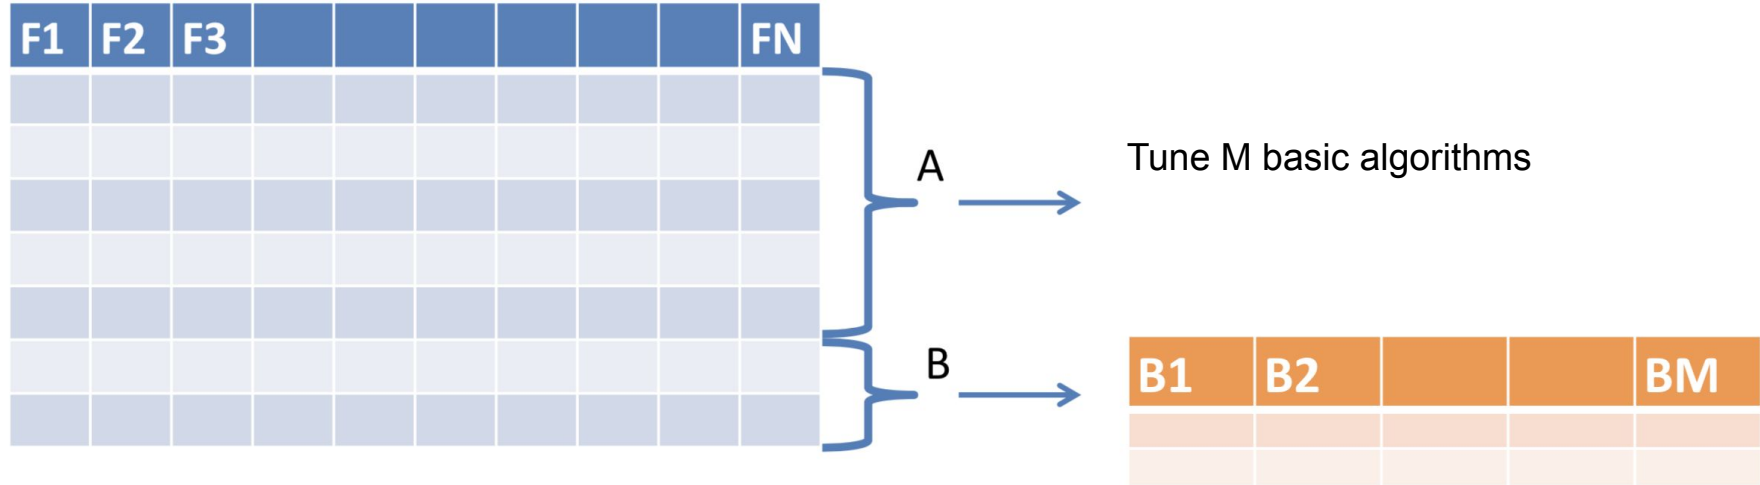 F1 F2 F3 FN
A
Tune M basic algorithms
B
B1 B2 BM